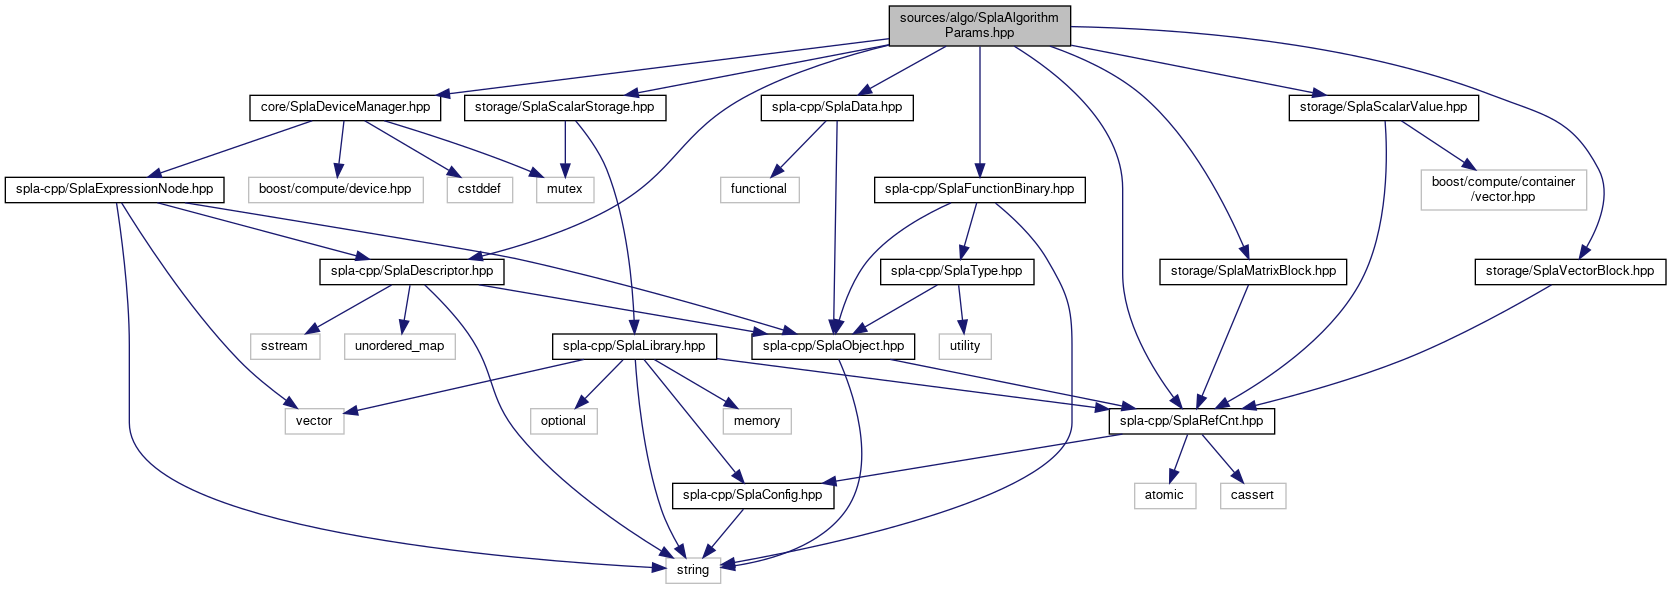 sources/algo/SplaAlgorithm
Params.hpp
core/SplaDeviceManager.hpp
storage/SplaScalarStorage.hpp
spla-cpp/SplaData.hpp
storage/SplaScalarValue.hpp
spla-cpp/SplaExpressionNode.hpp
boost/compute/device.hpp
cstddef
mutex
functional
spla-cpp/SplaFunctionBinary.hpp
boost/compute/container
/vector.hpp
spla-cpp/SplaDescriptor.hpp
spla-cpp/SplaType.hpp
storage/SplaMatrixBlock.hpp
storage/SplaVectorBlock.hpp
sstream
unordered_map
spla-cpp/SplaLibrary.hpp
spla-cpp/SplaObject.hpp
utility
vector
optional
memory
spla-cpp/SplaRefCnt.hpp
spla-cpp/SplaConfig.hpp
atomic
cassert
string